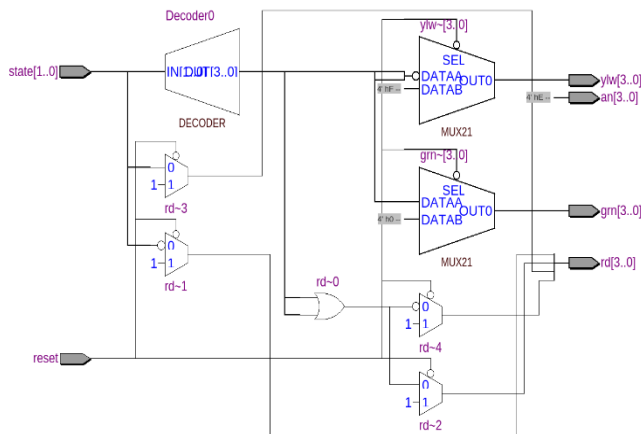 Decoder0
state[1..0]
IN[1..0] OUT[3..0]
DECODER
ylw~[3..0]
SEL
DATAA
OUT0
4' hF --
DATAB
MUX21
ylw[3..0]
4' hE --
an[3..0]
0
1
1
rd~3
0
1
1
rd~1
grn~[3..0]
SEL
DATAA
OUT0
4' h0 --
DATAB
MUX21
grn[3..0]
rd[3..0]
rd~0
0
1
1
rd~4
reset
0
1
1
rd~2